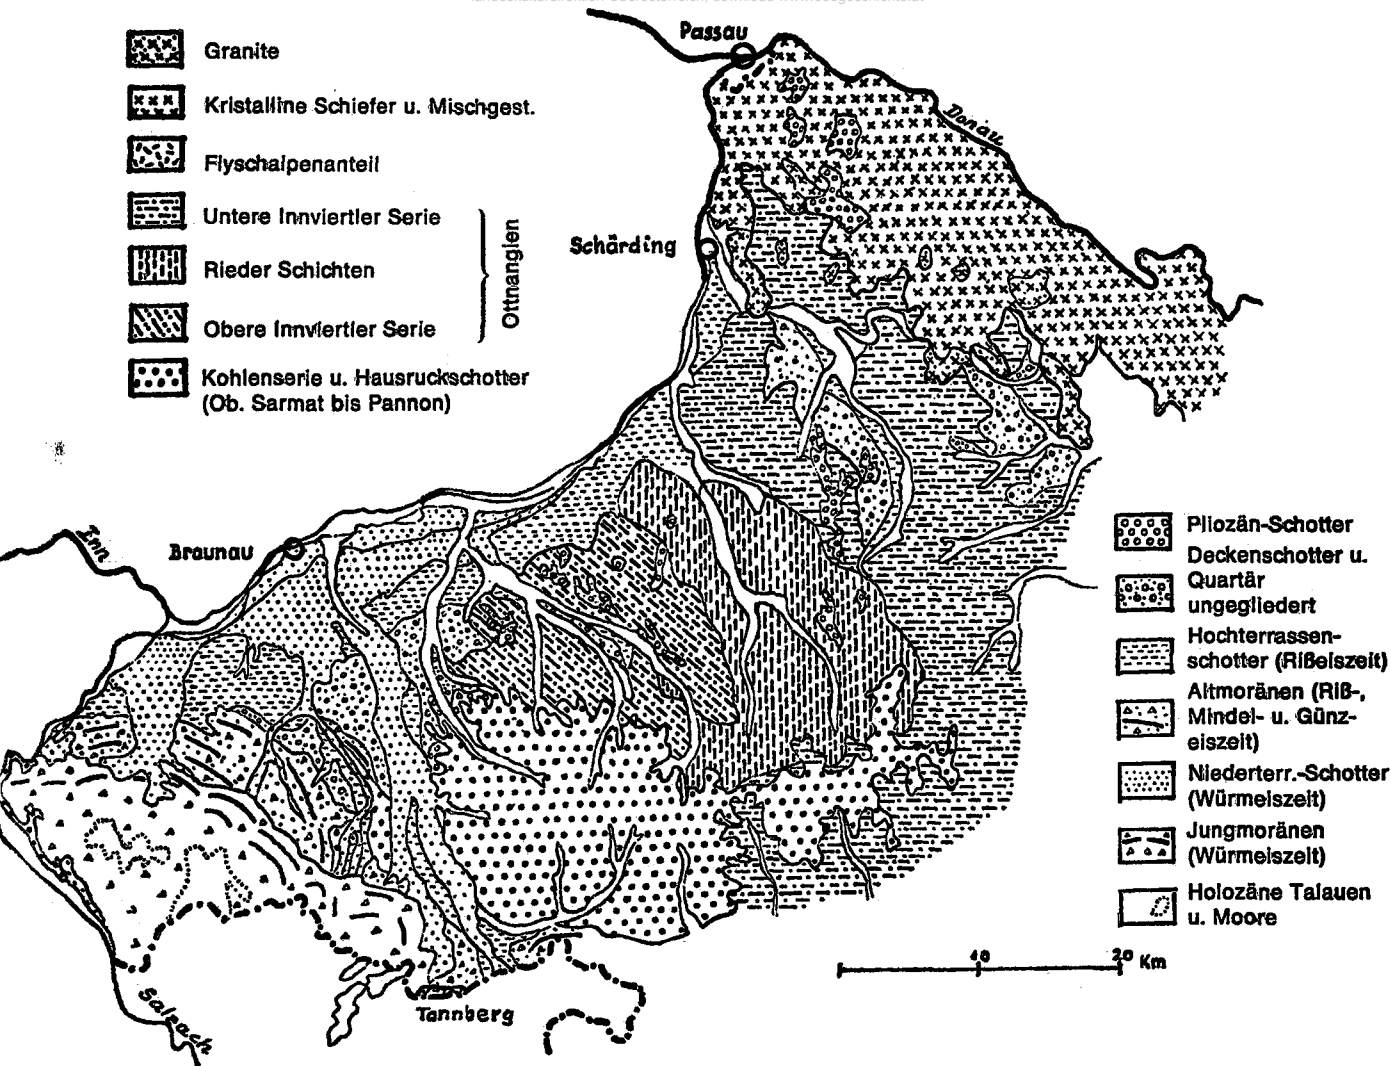 Granite
Kristalline Schiefer u. Mischgest.
Flyschalpenanteil
Untere Innviertler Serie
Rieder Schichten
Obere Innviertler Serie
Ottnangien
Kohlenserie u. Hausruckschotter
(Ob. Sarmat bis Pannon)
Passau
Donau
Schärding
Inn
Braunau
Salzach
Tannberg
Pliozän-Schotter
Deckenschotter u.
Quartär
ungegliedert
Hochterrassen-
schotter (Rißeiszeit)
Altmoränen (Riß-,
Mindel- u. Günz-
eiszeit)
Niederterr.-Schotter
(Würmeiszeit)
Jungmoränen
(Würmeiszeit)
Holozäne Talauen
u. Moore
10 20 Km